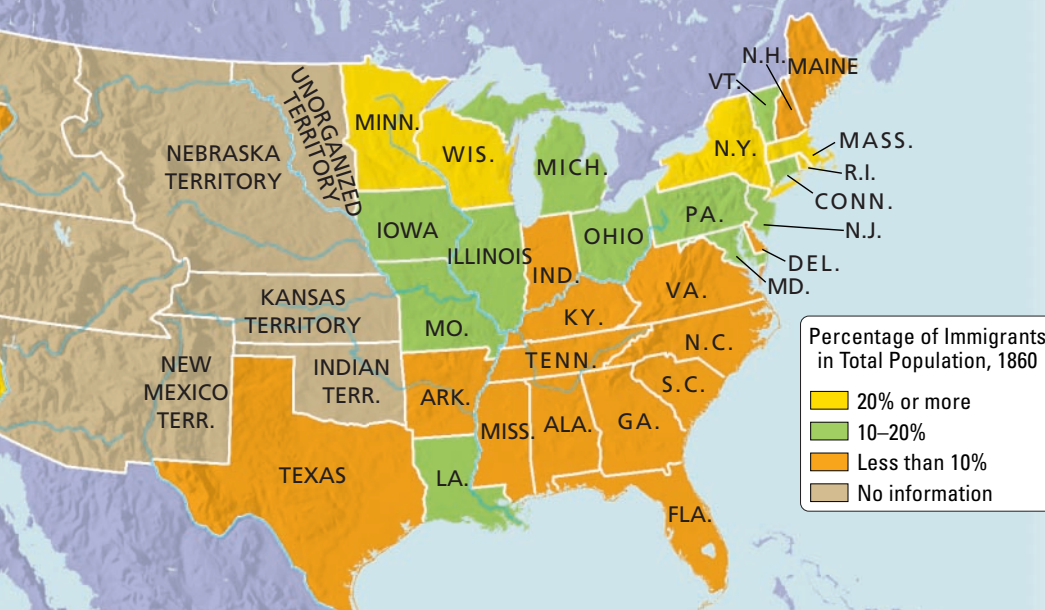 N.H.
MAINE
VT.
UNORGANIZED
TERRITORY
MINN.
WIS.
MICH.
N.Y.
MASS.
R.I.
CONN.
NEBRASKA
TERRITORY
IOWA
ILLINOIS
IND.
OHIO
PA.
N.J.
DEL.
MD.
KANSAS
TERRITORY
MO.
KY.
VA.
NEW
MEXICO
TERR.
INDIAN
TERR.
ARK.
TENN.
N.C.
S.C.
MISS.
ALA.
GA.
TEXAS
LA.
FLA.
Percentage of Immigrants
in Total Population, 1860
20% or more
10–20%
Less than 10%
No information